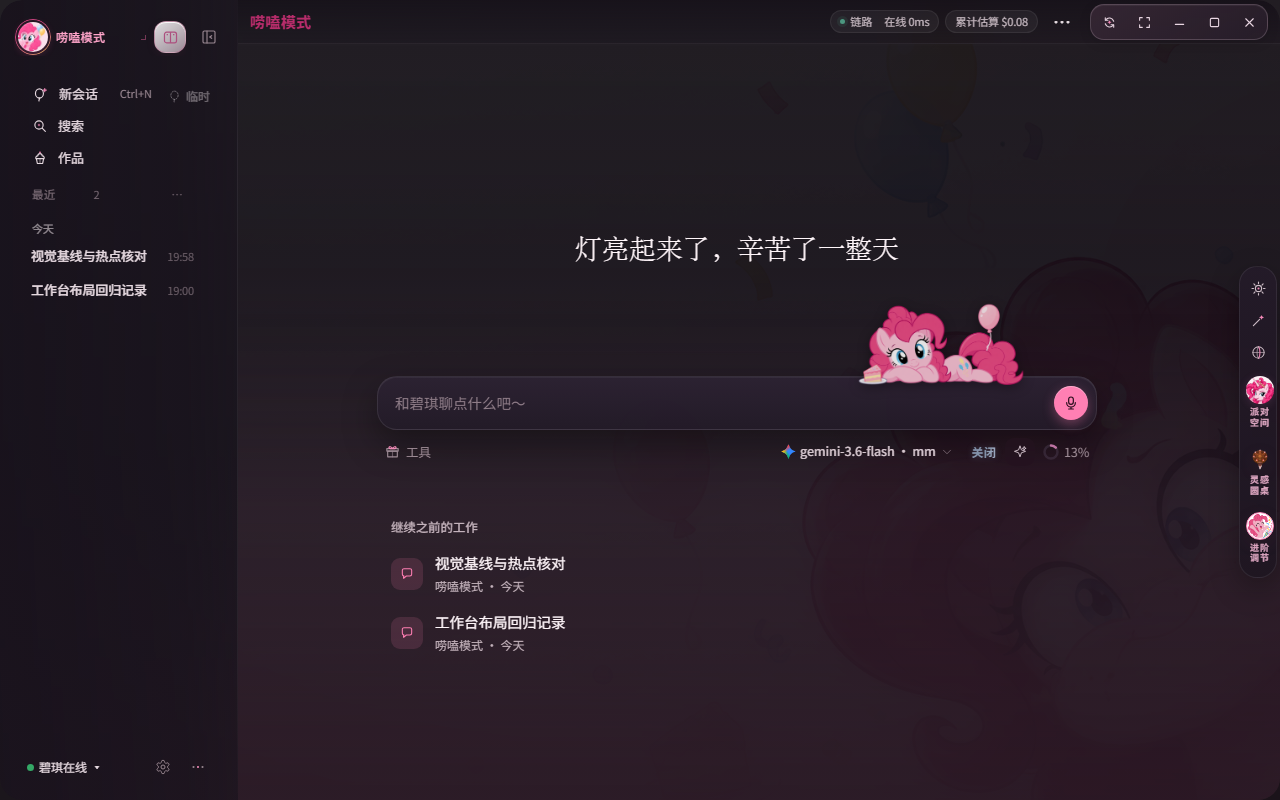 唠嗑模式
新会话 Ctrl+N 临时
搜索
作品
最近 2 ...
今天
视觉基线与热点核对 19:58
工作台布局回归记录 19:00
碧琪在线
唠嗑模式
链路 在线 0ms
累计估算 $0.08
灯亮起来了，辛苦了一整天
和碧琪聊点什么吧～
工具
gemini-3.6-flash • mm
关闭
13%
继续之前的工作
视觉基线与热点核对
唠嗑模式 • 今天
工作台布局回归记录
唠嗑模式 • 今天
派对
空间
灵感
圆桌
进阶
调节